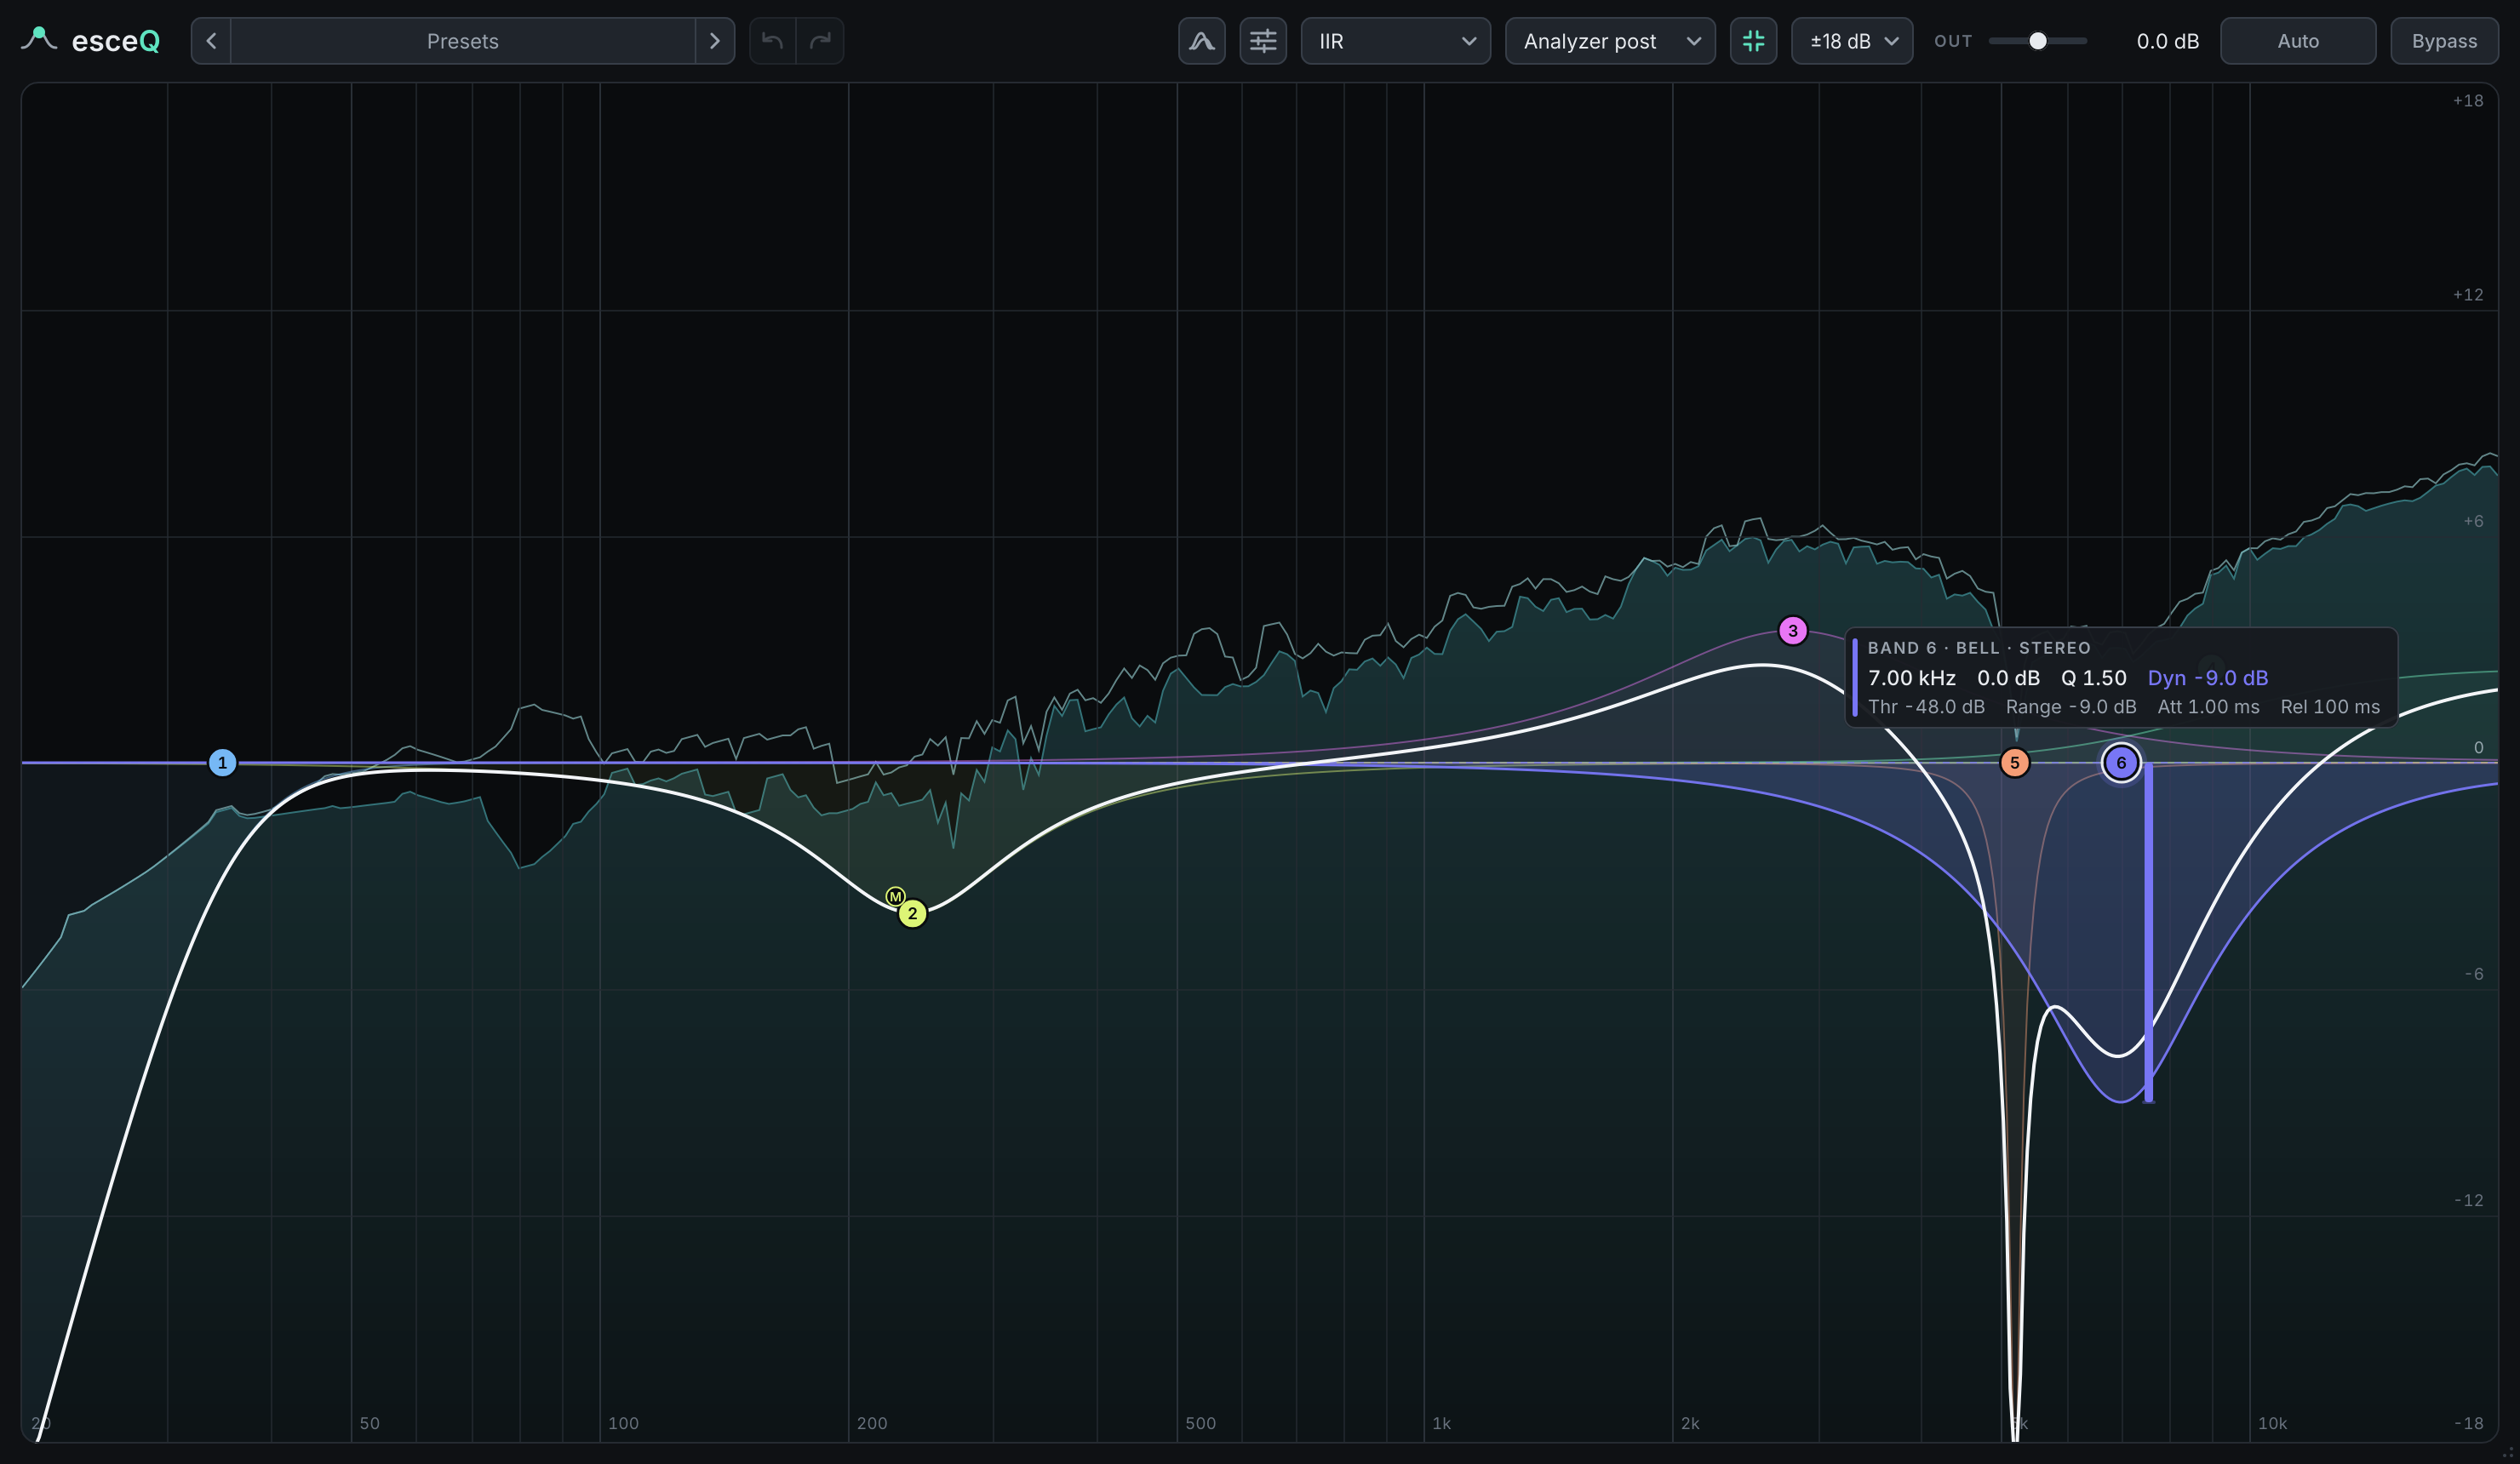 esceQ
Presets
IIR
Analyzer post
±18 dB
OUT
0.0 dB
Auto
Bypass
+18
+12
+6
3
BAND 6 · BELL · STEREO
7.00 kHz 0.0 dB Q 1.50 Dyn -9.0 dB
Thr -48.0 dB Range -9.0 dB Att 1.00 ms Rel 100 ms
0
1
5
6
M
2
-6
-12
20
50
100
200
500
1k
2k
10k
-18